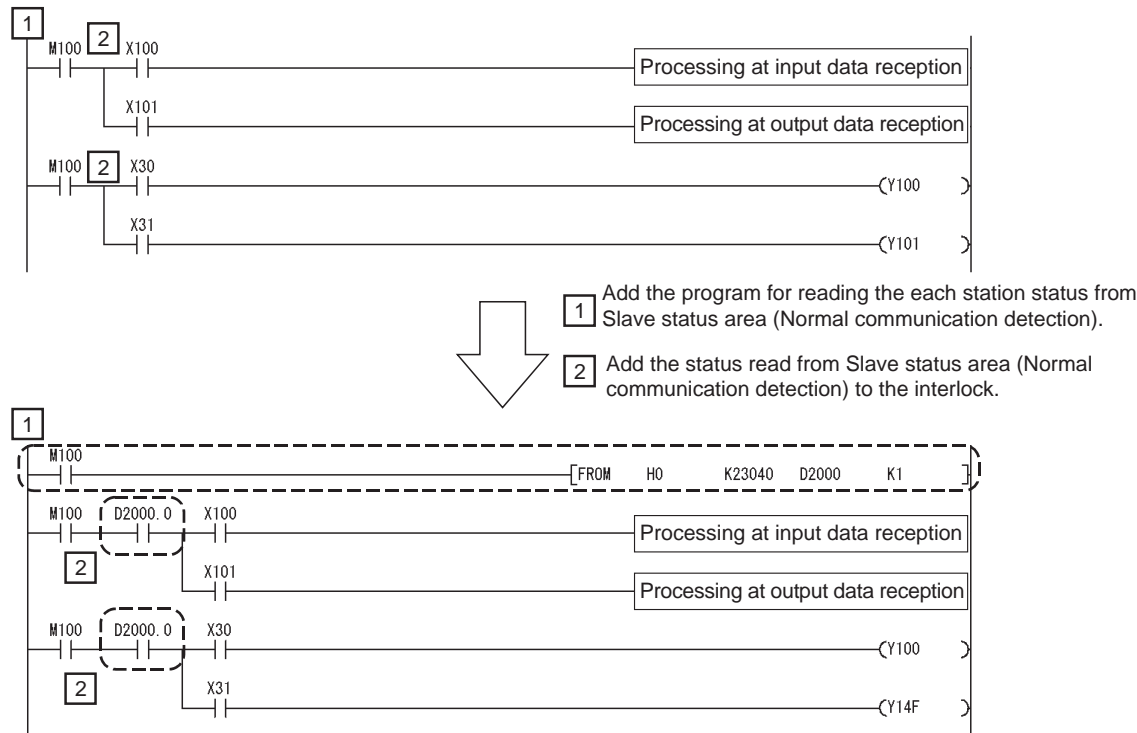 1
M100 2 X100
Processing at input data reception
X101
Processing at output data reception
M100 2 X30
Y100
X31
Y101
1 Add the program for reading the each station status from
Slave status area (Normal communication detection).
2 Add the status read from Slave status area (Normal
communication detection) to the interlock.
1
M100
FROM H0 K23040 D2000 K1
M100 D2000.0 X100
Processing at input data reception
2
X101
Processing at output data reception
M100 D2000.0 X30
Y100
2
X31
Y14F